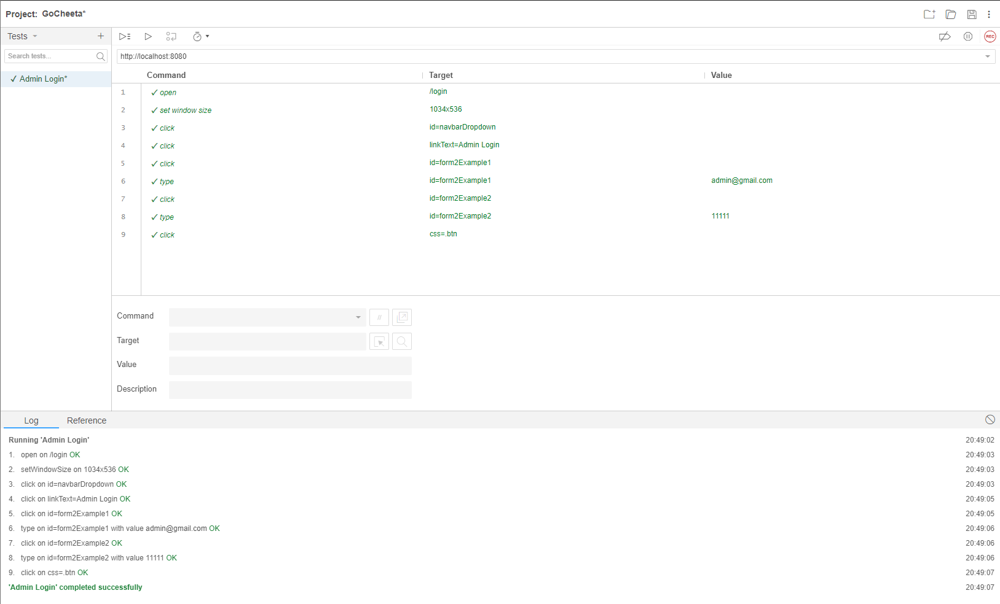 Project: GoCheeta*
Tests
Search tests...
REC
http://localhost:8080
✓ Admin Login*
Command Target Value
1 ✓ open /login
2 ✓ set window size 1034x536
3 ✓ click id=navbarDropdown
4 ✓ click linkText=Admin Login
5 ✓ click id=form2Example1
6 ✓ type id=form2Example1 admin@gmail.com
7 ✓ click id=form2Example2
8 ✓ type id=form2Example2 11111
9 ✓ click css=.btn
Command //
Target
Value
Description
Log Reference
Running 'Admin Login' 20:49:02
1. open on /login OK 20:49:03
2. setWindowSize on 1034x536 OK 20:49:03
3. click on id=navbarDropdown OK 20:49:03
4. click on linkText=Admin Login OK 20:49:05
5. click on id=form2Example1 OK 20:49:05
6. type on id=form2Example1 with value admin@gmail.com OK 20:49:06
7. click on id=form2Example2 OK 20:49:06
8. type on id=form2Example2 with value 11111 OK 20:49:06
9. click on css=.btn OK 20:49:07
'Admin Login' completed successfully 20:49:07